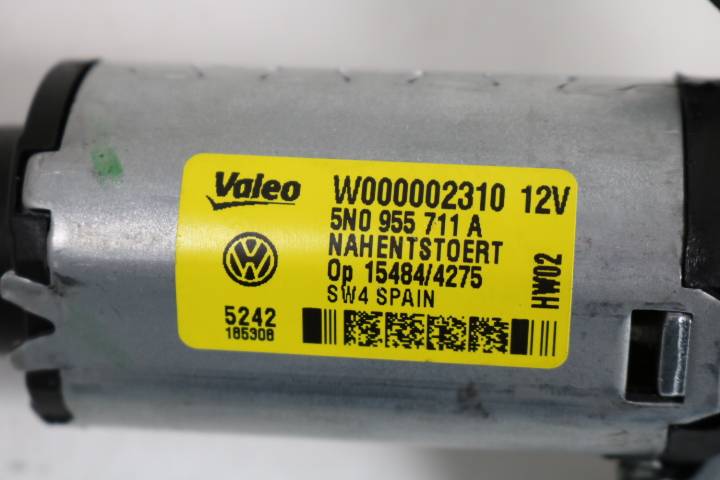 Valeo
W000002310 12V
5N0 955 711 A
NAHENTSTOERT
Op 15484/4275
SW4 SPAIN
HW02
5242
185308